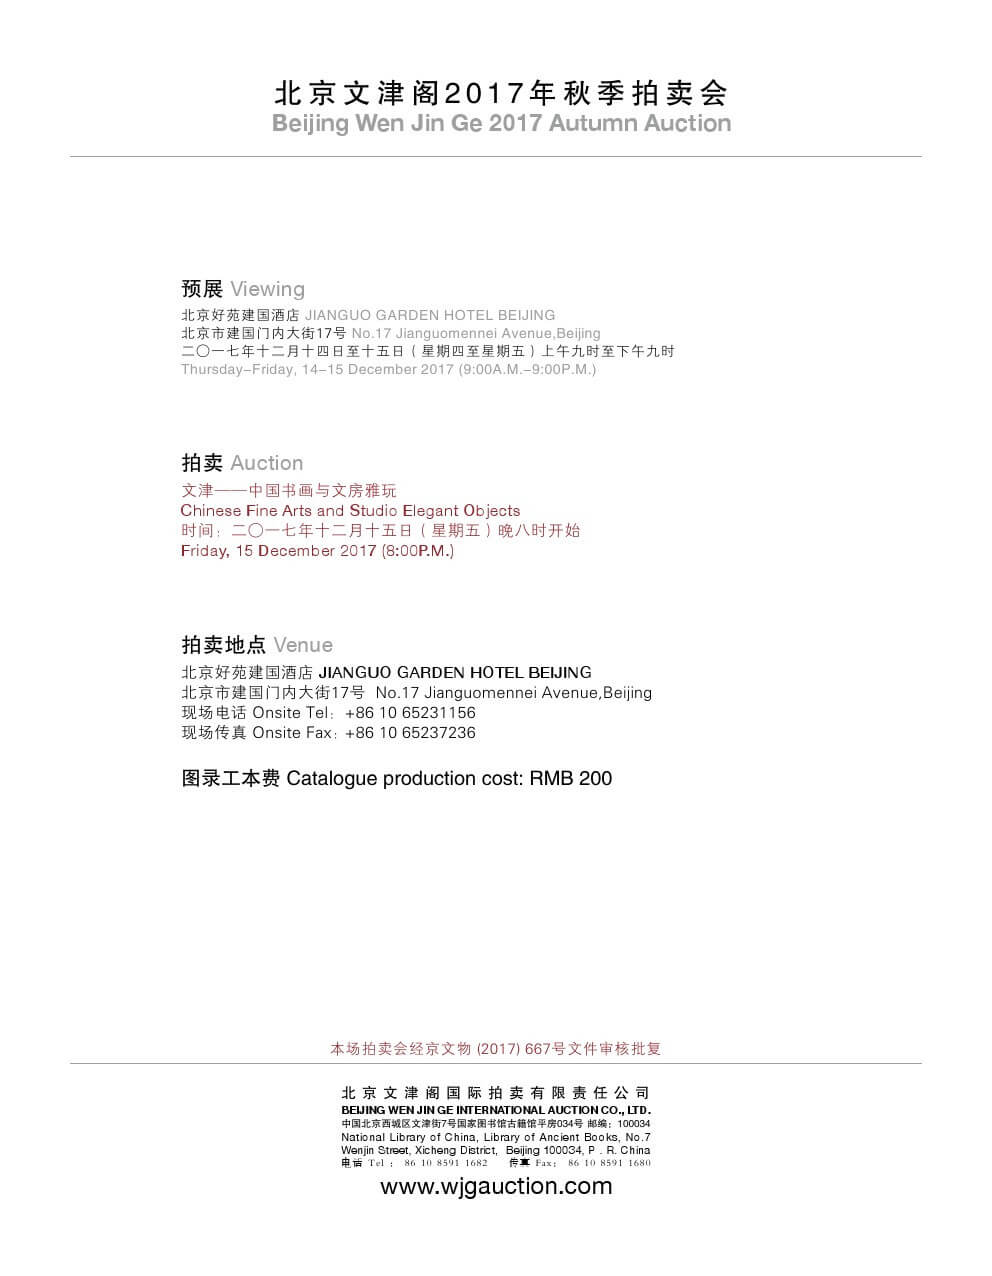 北京文津阁2017年秋季拍卖会
Beijing Wen Jin Ge 2017 Autumn Auction
预展 Viewing
北京好苑建国酒店 JIANGUO GARDEN HOTEL BEIJING
北京市建国门内大街17号 No.17 Jianguomennei Avenue,Beijing
二〇一七年十二月十四日至十五日（星期四至星期五）上午九时至下午九时
Thursday-Friday, 14-15 December 2017 (9:00A.M.-9:00P.M.)
拍卖 Auction
文津——中国书画与文房雅玩
Chinese Fine Arts and Studio Elegant Objects
时间：二〇一七年十二月十五日（星期五）晚八时开始
Friday, 15 December 2017 (8:00P.M.)
拍卖地点 Venue
北京好苑建国酒店 JIANGUO GARDEN HOTEL BEIJING
北京市建国门内大街17号 No.17 Jianguomennei Avenue,Beijing
现场电话 Onsite Tel：+86 10 65231156
现场传真 Onsite Fax：+86 10 65237236
图录工本费 Catalogue production cost: RMB 200
本场拍卖会经京文物 (2017) 667号文件审核批复
北京文津阁国际拍卖有限责任公司
BEIJING WEN JIN GE INTERNATIONAL AUCTION CO., LTD.
中国北京西城区文津街7号国家图书馆古籍馆平房034号 邮编：100034
National Library of China, Library of Ancient Books, No.7
Wenjin Street, Xicheng District, Beijing 100034, P . R. China
电话 Tel： 86 10 8591 1682 传真 Fax： 86 10 8591 1680
www.wjgauction.com